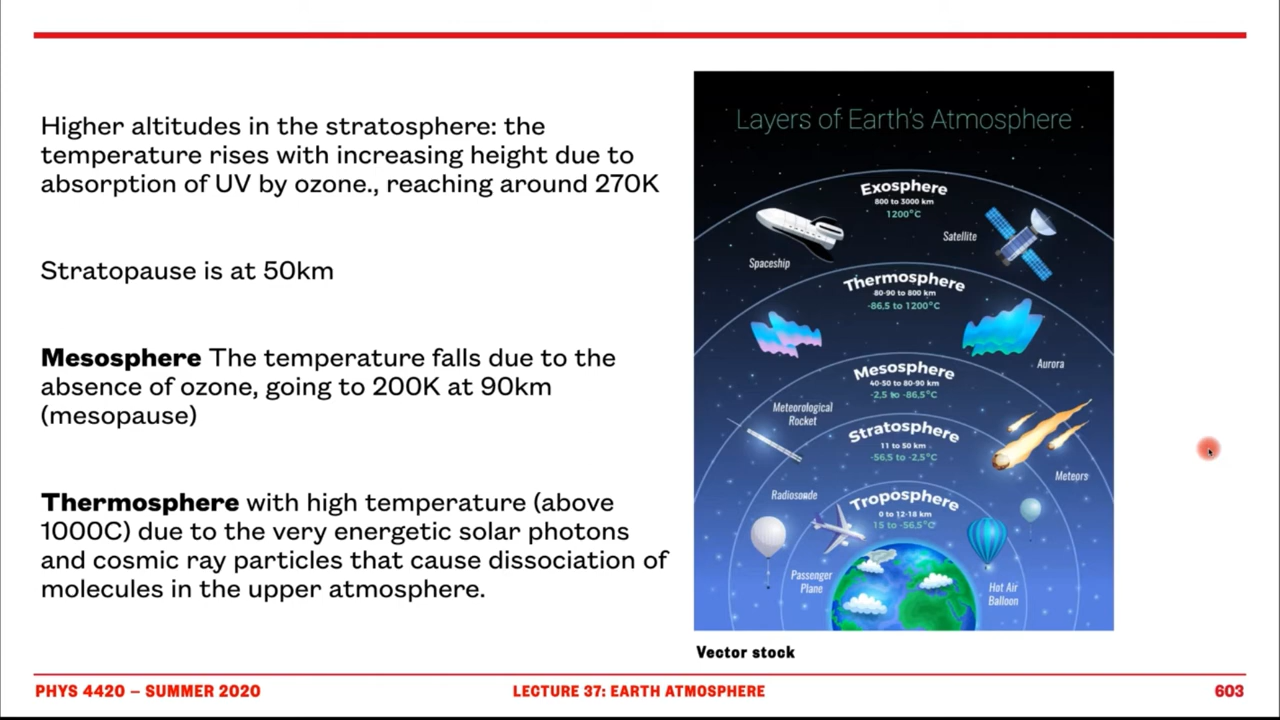 Higher altitudes in the stratosphere: the
temperature rises with increasing height due to
absorption of UV by ozone., reaching around 270K
Stratopause is at 50km
Mesosphere The temperature falls due to the
absence of ozone, going to 200K at 90km
(mesopause)
Thermosphere with high temperature (above
1000C) due to the very energetic solar photons
and cosmic ray particles that cause dissociation of
molecules in the upper atmosphere.
Layers of Earth's Atmosphere
Exosphere
800 to 3000 km
1200°C
Spaceship
Satellite
Thermosphere
80-90 to 800 km
-86,5 to 1200°C
Aurora
Mesosphere
40-50 to 80-90 km
-2,5 to -86,5°C
Meteorological
Rocket
Stratosphere
11 to 50 km
-56,5 to -2,5°C
Meteors
Radiosonde
Troposphere
0 to 12-18 km
15 to -56,5°C
Passenger
Plane
Hot Air
Balloon
Vector stock
PHYS 4420 – SUMMER 2020
LECTURE 37: EARTH ATMOSPHERE
603